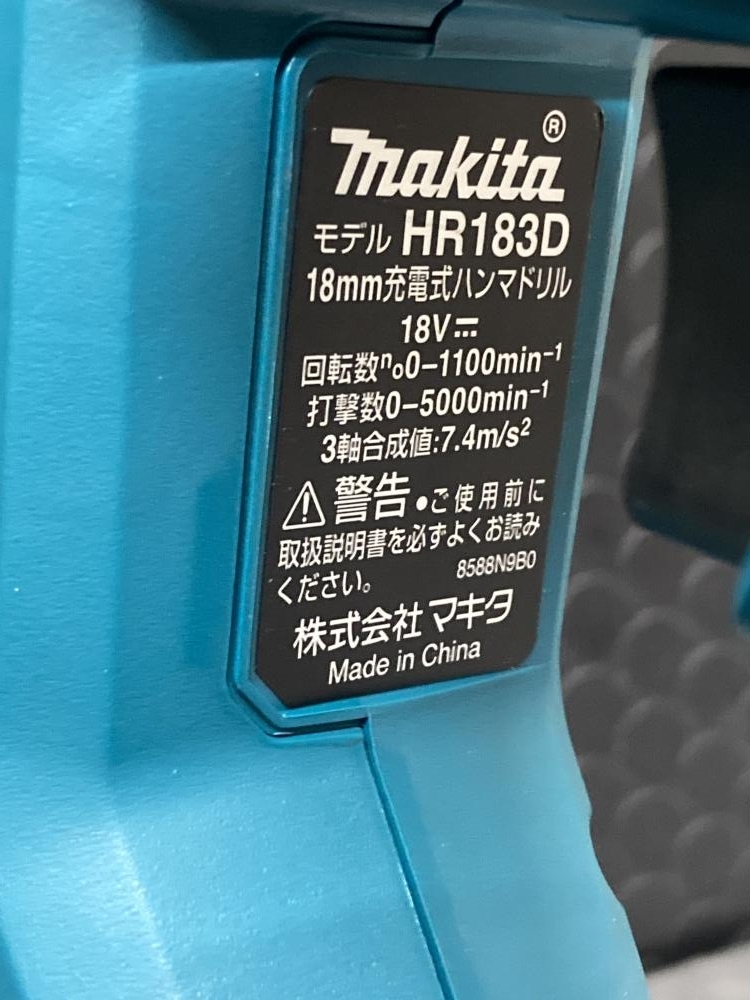 makita®
モデル HR183D
18mm充電式ハンマドリル
18V⎓
回転数n₀0-1100min⁻¹
打撃数0-5000min⁻¹
3軸合成値:7.4m/s²
⚠警告 ●ご使用前に
取扱説明書を必ずよくお読み
ください。 8588N9B0
株式会社マキタ
Made in China